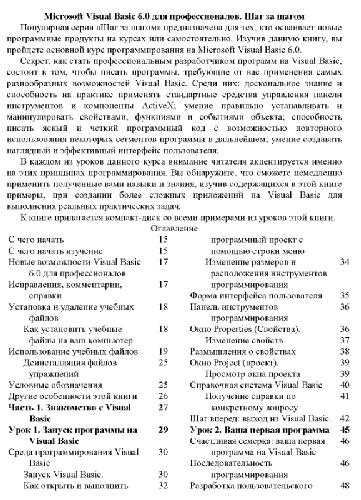 Microsoft Visual Basic 6.0 для профессионалов. Шаг за шагом
Популярная серия «Шаг за шагом» предназначена для тех, кто осваивает новые
программные продукты на курсах или самостоятельно. Изучив данную книгу, вы
пройдете основной курс программирования на Microsoft Visual Basic 6.0.
Секрет, как стать профессиональным разработчиком программ на Visual Basic,
состоит в том, чтобы писать программы, требующие от вас применения самых
разнообразных возможностей Visual Basic. Среди них: доскональное знание и
способность на практике применять стандартные средства управления панели
инструментов и компоненты ActiveX; умение правильно устанавливать и
манипулировать свойствами, функциями и событиями объекта; способность
писать ясный и четкий программный код с возможностью повторного
использования некоторых сегментов программы в дальнейшем; умение создавать
наглядный и эффективный интерфейс пользователя.
В каждом из уроков данного курса внимание читателя акцентируется именно
на этих принципах программирования. Вы обнаружите, что сможете немедленно
применить полученные вами навыки и знания, изучив содержащиеся в этой книге
примеры, при создании более сложных приложений на Visual Basic для
выполнения реальных практических задач.
К книге прилагается компакт-диск со всеми примерами из уроков этой книги.
Оглавление
С чего начать 15
С чего начать изучение 15
Новые возможности Visual Basic 17
6.0 для профессионалов
Исправления, комментарии, 17
справки
Установка и удаление учебных 18
файлов
Как установить учебные 18
файлы на ваш компьютер
Использование учебных файлов 19
Деинсталляция файлов 25
упражнений
Условные обозначения 25
Другие особенности этой книги 26
Часть 1. Знакомство с Visual 27
Basic
Урок 1. Запуск программы на 29
Visual Basic
Среда программирования Visual 30
Basic
Запуск Visual Basic. 30
Как открыть и выполнить 32
программный проект с
помощью строки меню
Изменение размеров и 34
расположения инструментов
программирования
Форма интерфейса пользователя 35
Панель инструментов 36
программирования
Окно Properties (Свойства). 36
Изменение свойств 37
Размышления о свойствах 38
Окно Project (проект). 39
Просмотр окна проекта 39
Справочная система Visual Basic 40
Получение справки по 41
конкретному вопросу
Шаг вперед: выход из Visual Basic. 42
Урок 2. Ваша первая программа 45
Счастливая семерка: ваша первая 46
программа на Visual Basic
Последовательность 46
программирования
Разработка пользовательского 48